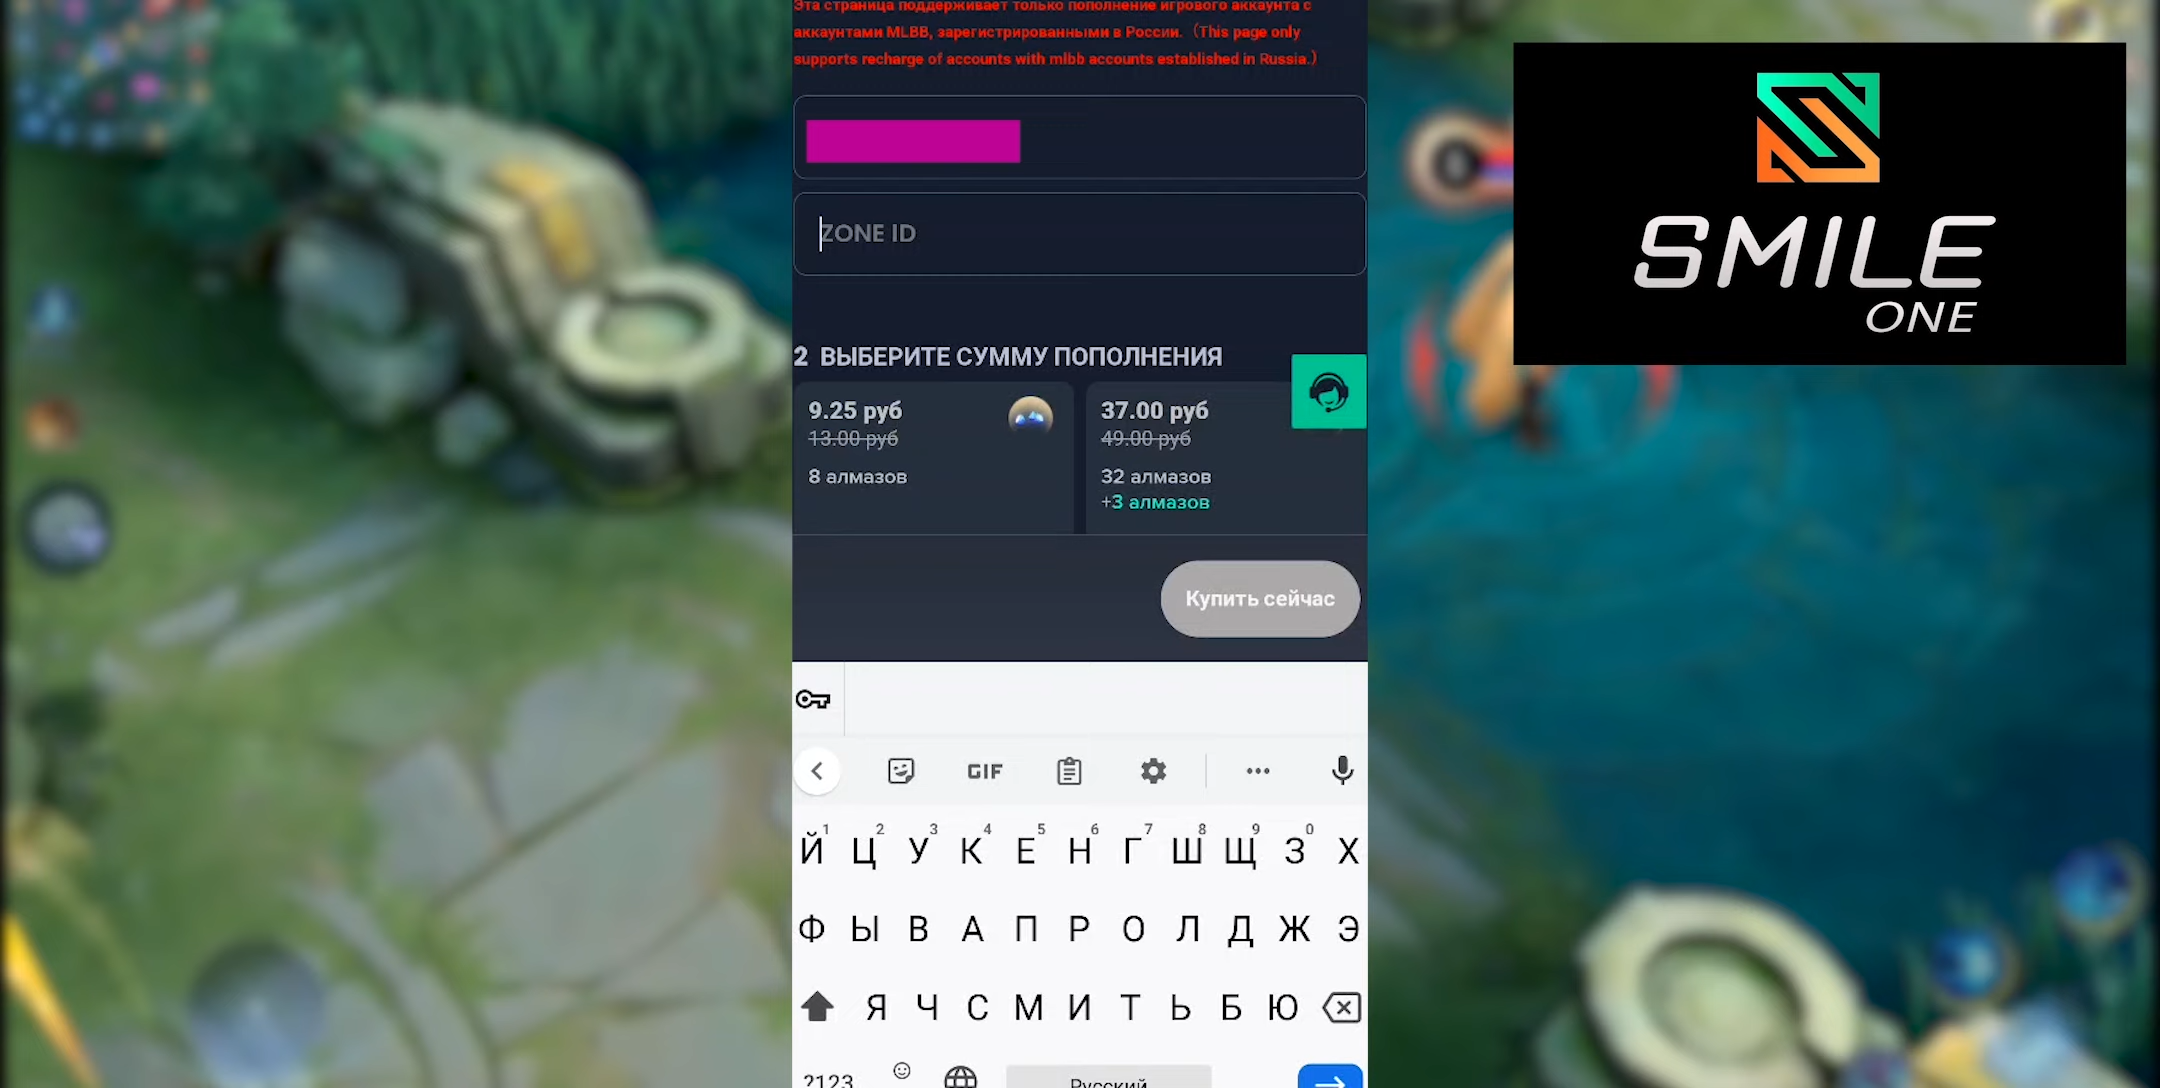 Эта страница поддерживает только пополнение игрового аккаунта с
аккаунтами MLBB, зарегистрированными в России. (This page only
supports recharge of accounts with mlbb accounts established in Russia.)
ZONE ID
SMILE
ONE
2 ВЫБЕРИТЕ СУММУ ПОПОЛНЕНИЯ
9.25 руб
13.00 руб
8 алмазов
37.00 руб
49.00 руб
32 алмазов
+3 алмазов
Купить сейчас
GIF
1 2 3 4 5 6 7 8 9 0
Й Ц У К Е Н Г Ш Щ З Х
Ф Ы В А П Р О Л Д Ж Э
Я Ч С М И Т Ь Б Ю
?123 Русский